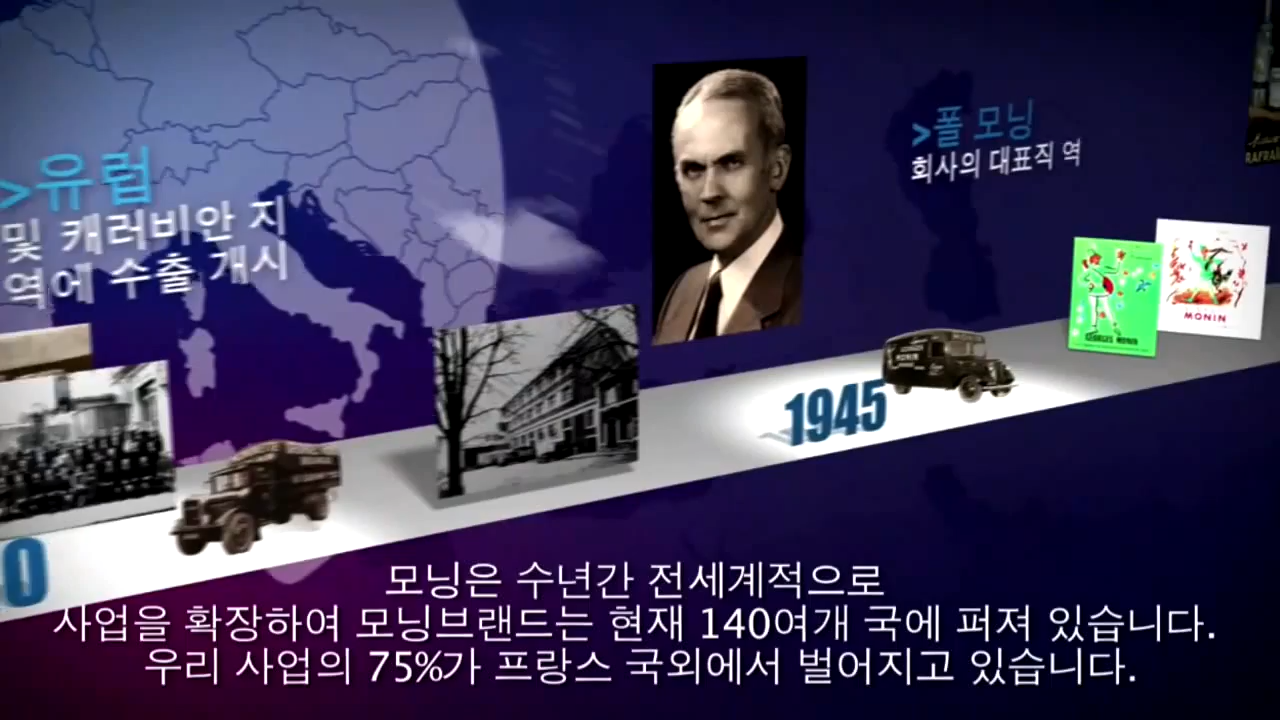 >유럽
및 캐러비안 지
역에 수출 개시
>폴 모닝
회사의 대표직 역
1945
0
MONIN
GEORGES MONIN
MONIN
모닝은 수년간 전세계적으로
사업을 확장하여 모닝브랜드는 현재 140여개 국에 퍼져 있습니다.
우리 사업의 75%가 프랑스 국외에서 벌어지고 있습니다.